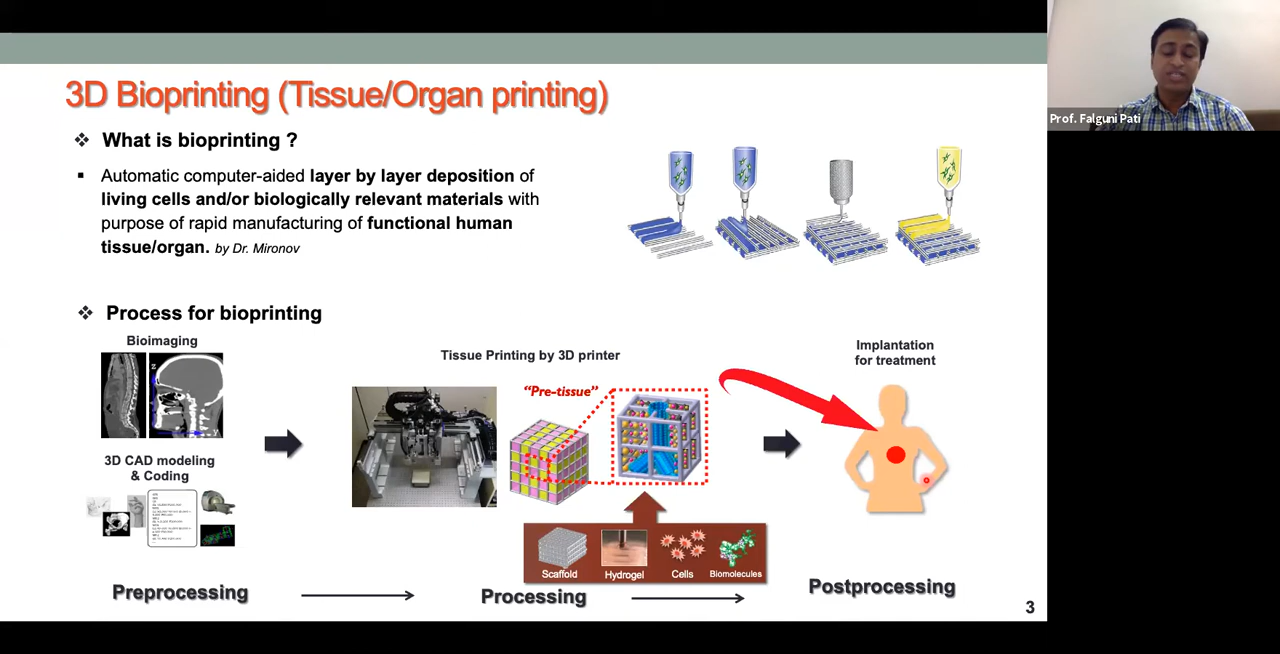 3D Bioprinting (Tissue/Organ printing)
Prof. Falguni Pati
❖ What is bioprinting ?
▪ Automatic computer-aided layer by layer deposition of
living cells and/or biologically relevant materials with
purpose of rapid manufacturing of functional human
tissue/organ. by Dr. Mironov
❖ Process for bioprinting
Bioimaging
Z
3D CAD modeling
& Coding
Tissue Printing by 3D printer
“Pre-tissue”
Scaffold
Hydrogel
Cells
Biomolecules
Implantation
for treatment
Preprocessing
Processing
Postprocessing
3